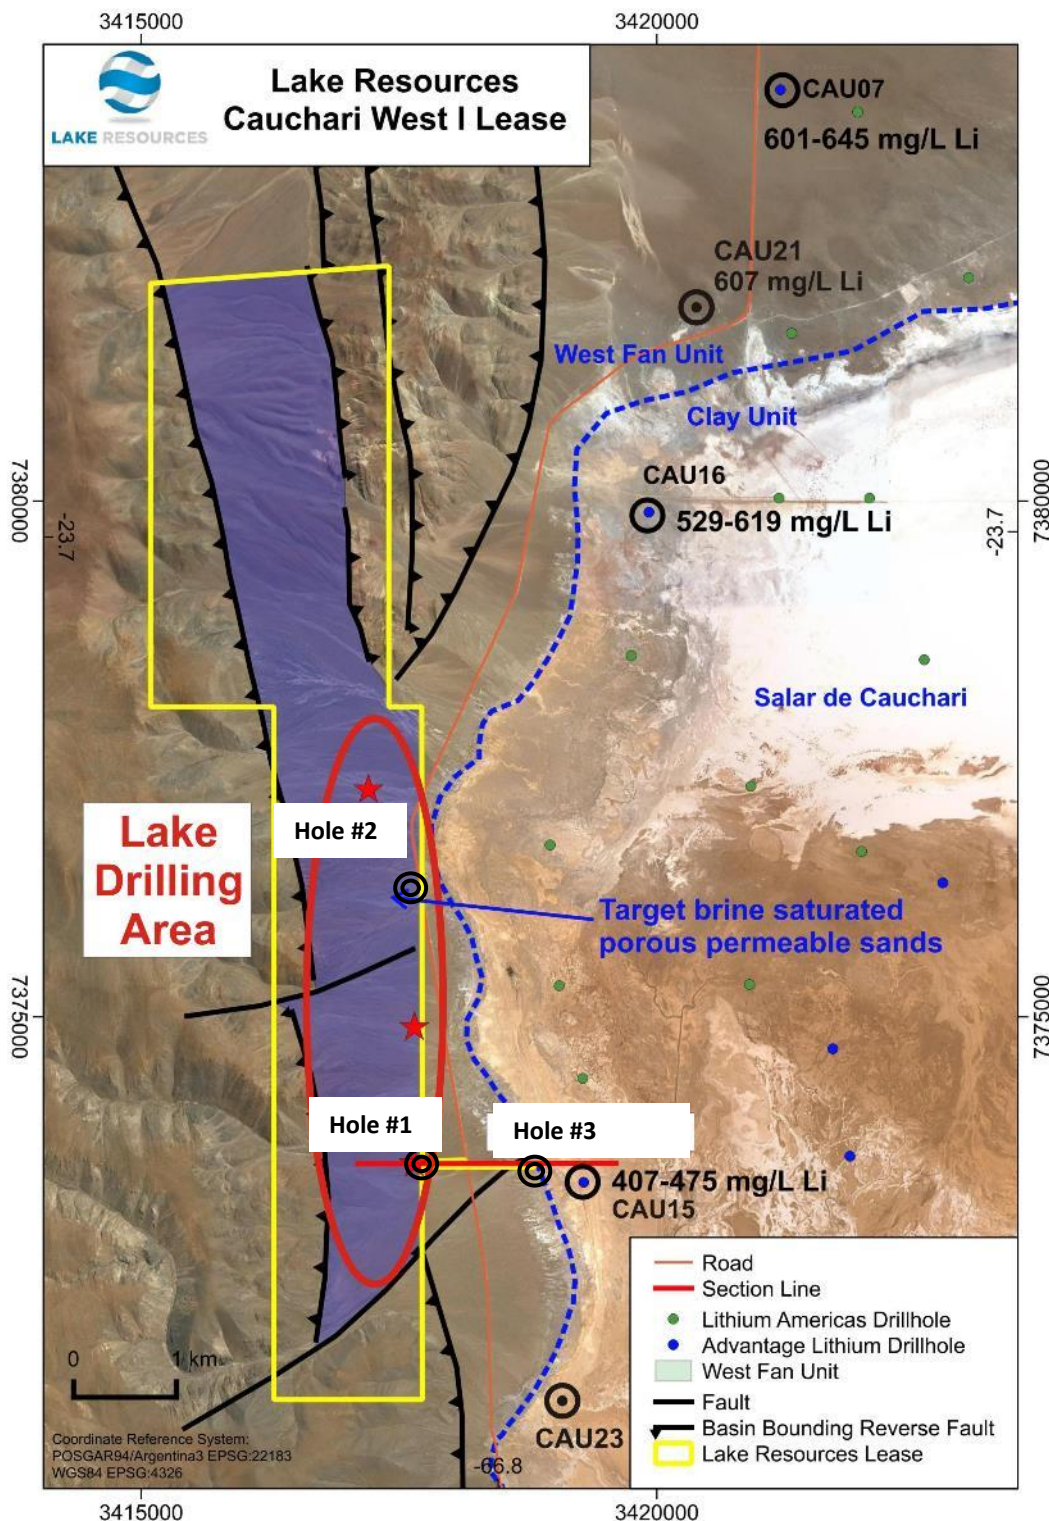 3415000
3420000
LAKE RESOURCES
Lake Resources
Cauchari West I Lease
CAU07
601-645 mg/L Li
CAU21
607 mg/L Li
West Fan Unit
Clay Unit
CAU16
529-619 mg/L Li
7380000
-23.7
-23.7
7380000
Salar de Cauchari
Lake
Drilling
Area
Hole #2
Target brine saturated
porous permeable sands
7375000
7375000
Hole #1
Hole #3
407-475 mg/L Li
CAU15
0
1 km
CAU23
-66.8
Road
Section Line
Lithium Americas Drillhole
Advantage Lithium Drillhole
West Fan Unit
Fault
Basin Bounding Reverse Fault
Lake Resources Lease
Coordinate Reference System:
POSGAR94/Argentina3 EPSG:22183
WGS84 EPSG:4326
3415000
3420000